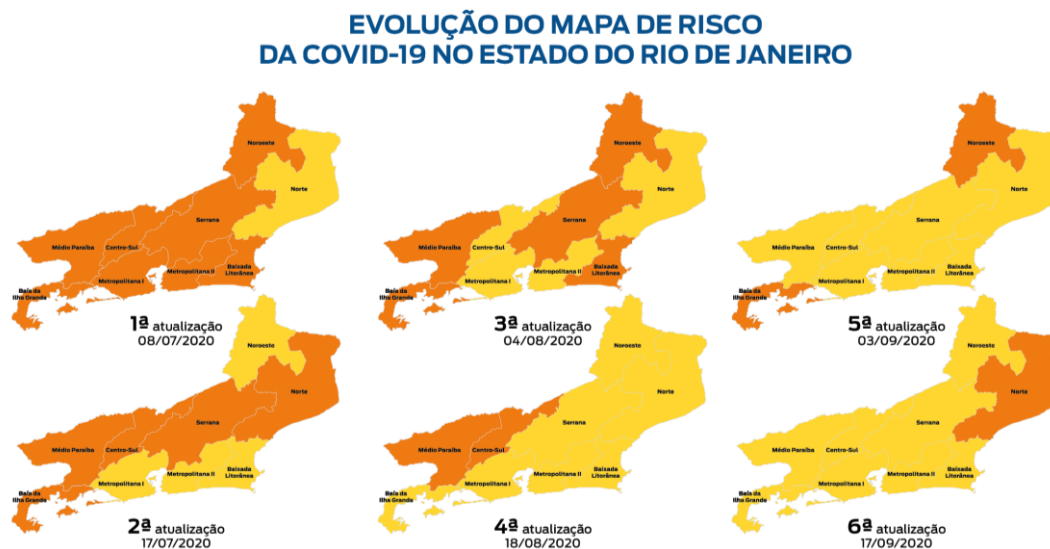 EVOLUÇÃO DO MAPA DE RISCO
DA COVID-19 NO ESTADO DO RIO DE JANEIRO
Noroeste
Norte
Serrana
Médio Paraíba
Centro-Sul
Metropolitana I
Metropolitana II
Baixada
Litorânea
Baía da
Ilha Grande
1ª atualização
08/07/2020
Noroeste
Norte
Serrana
Médio Paraíba
Centro-Sul
Metropolitana I
Metropolitana II
Baixada
Litorânea
Baía da
Ilha Grande
3ª atualização
04/08/2020
Noroeste
Norte
Serrana
Médio Paraíba
Centro-Sul
Metropolitana I
Metropolitana II
Baixada
Litorânea
Baía da
Ilha Grande
5ª atualização
03/09/2020
Noroeste
Norte
Serrana
Médio Paraíba
Centro-Sul
Metropolitana I
Metropolitana II
Baixada
Litorânea
Baía da
Ilha Grande
2ª atualização
17/07/2020
Noroeste
Norte
Serrana
Médio Paraíba
Centro-Sul
Metropolitana I
Metropolitana II
Baixada
Litorânea
Baía da
Ilha Grande
4ª atualização
18/08/2020
Noroeste
Norte
Serrana
Médio Paraíba
Centro-Sul
Metropolitana I
Metropolitana II
Baixada
Litorânea
Baía da
Ilha Grande
6ª atualização
17/09/2020